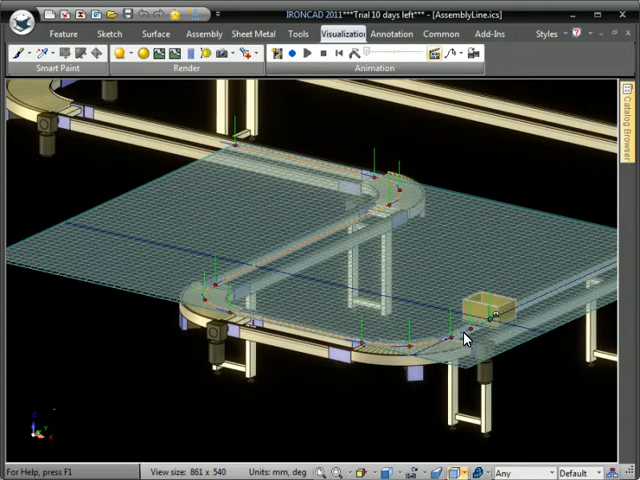 IRONCAD 2011***Trial 10 days left*** - [AssemblyLine.ics]
Feature Sketch Surface Assembly Sheet Metal Tools Visualization Annotation Common Add-Ins Styles
Smart Paint Render Animation
Catalog Browser
For Help, press F1 View size: 861 x 540 Units: mm, deg Any Default